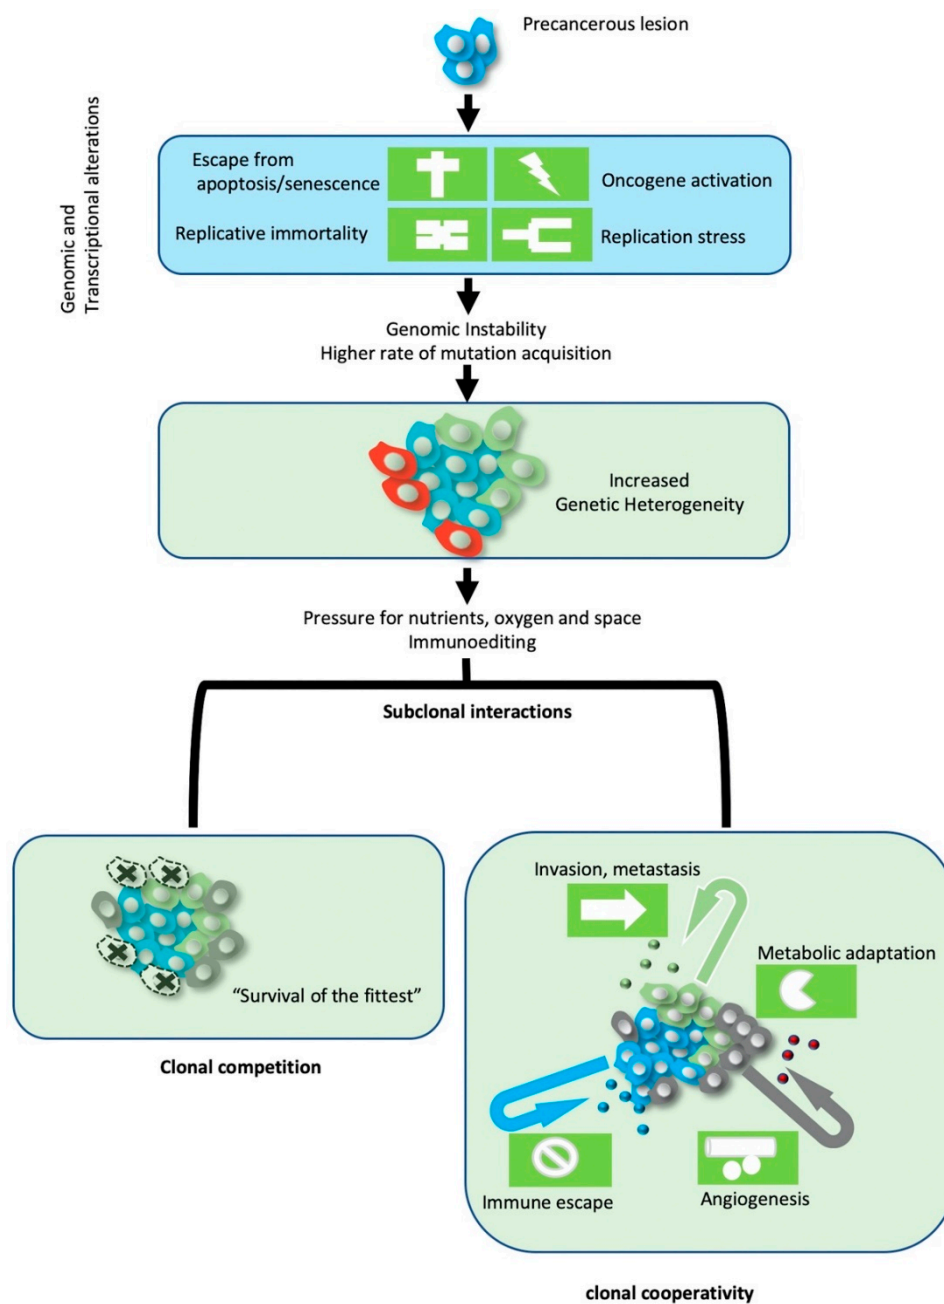 Precancerous lesion
Genomic and
Transcriptional alterations
Escape from
apoptosis/senescence
Oncogene activation
Replicative immortality
Replication stress
Genomic Instability
Higher rate of mutation acquisition
Increased
Genetic Heterogeneity
Pressure for nutrients, oxygen and space
Immunoediting
Subclonal interactions
“Survival of the fittest”
Clonal competition
Invasion, metastasis
Metabolic adaptation
Immune escape
Angiogenesis
clonal cooperativity